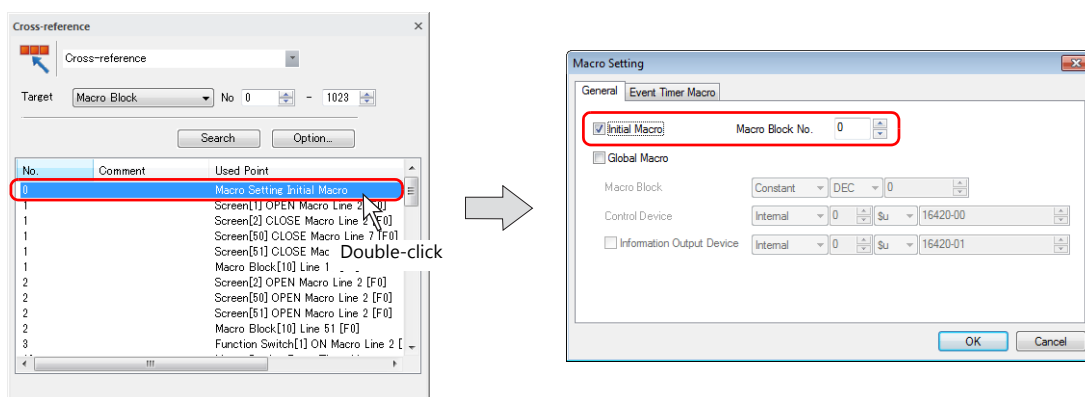 Cross-reference
Cross-reference
Target Macro Block No 0 - 1023
Search Option...
No. Comment Used Point
0 Macro Setting Initial Macro
1 Screen[1] OPEN Macro Line 2 [F0]
1 Screen[2] CLOSE Macro Line 2 [F0]
1 Screen[50] CLOSE Macro Line 7 [F0]
1 Screen[51] CLOSE Mac
Double-click
1 Macro Block[10] Line 1
2 Screen[2] OPEN Macro Line 2 [F0]
2 Screen[50] OPEN Macro Line 2 [F0]
2 Screen[51] OPEN Macro Line 2 [F0]
2 Macro Block[10] Line 51 [F0]
3 Function Switch[1] ON Macro Line 2 [
Macro Setting
General Event Timer Macro
Initial Macro Macro Block No. 0
Global Macro
Macro Block Constant DEC 0
Control Device Internal 0 $u 16420-00
Information Output Device Internal 0 $u 16420-01
OK Cancel